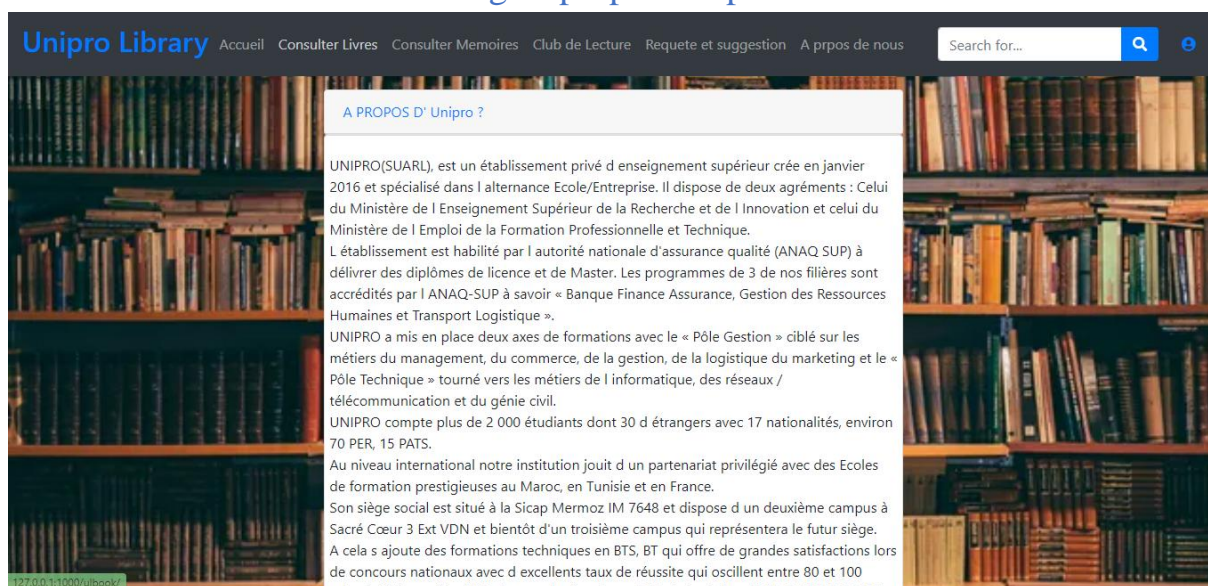 Unipro Library Accueil Consulter Livres Consulter Memoires Club de Lecture Requete et suggestion A prpos de nous Search for...
A PROPOS D' Unipro ?
UNIPRO(SUARL), est un établissement privé d enseignement supérieur crée en janvier
2016 et spécialisé dans l alternance Ecole/Entreprise. Il dispose de deux agréments : Celui
du Ministère de l Enseignement Supérieur de la Recherche et de l Innovation et celui du
Ministère de l Emploi de la Formation Professionnelle et Technique.
L établissement est habilité par l autorité nationale d'assurance qualité (ANAQ SUP) à
délivrer des diplômes de licence et de Master. Les programmes de 3 de nos filières sont
accrédités par l ANAQ-SUP à savoir « Banque Finance Assurance, Gestion des Ressources
Humaines et Transport Logistique ».
UNIPRO a mis en place deux axes de formations avec le « Pôle Gestion » ciblé sur les
métiers du management, du commerce, de la gestion, de la logistique du marketing et le «
Pôle Technique » tourné vers les métiers de l informatique, des réseaux /
télécommunication et du génie civil.
UNIPRO compte plus de 2 000 étudiants dont 30 d étrangers avec 17 nationalités, environ
70 PER, 15 PATS.
Au niveau international notre institution jouit d un partenariat privilégié avec des Ecoles
de formation prestigieuses au Maroc, en Tunisie et en France.
Son siège social est situé à la Sicap Mermoz IM 7648 et dispose d un deuxième campus à
Sacré Cœur 3 Ext VDN et bientôt d'un troisième campus qui représentera le futur siège.
A cela s ajoute des formations techniques en BTS, BT qui offre de grandes satisfactions lors
de concours nationaux avec d excellents taux de réussite qui oscillent entre 80 et 100
127.0.0.1:1000/ulbook/